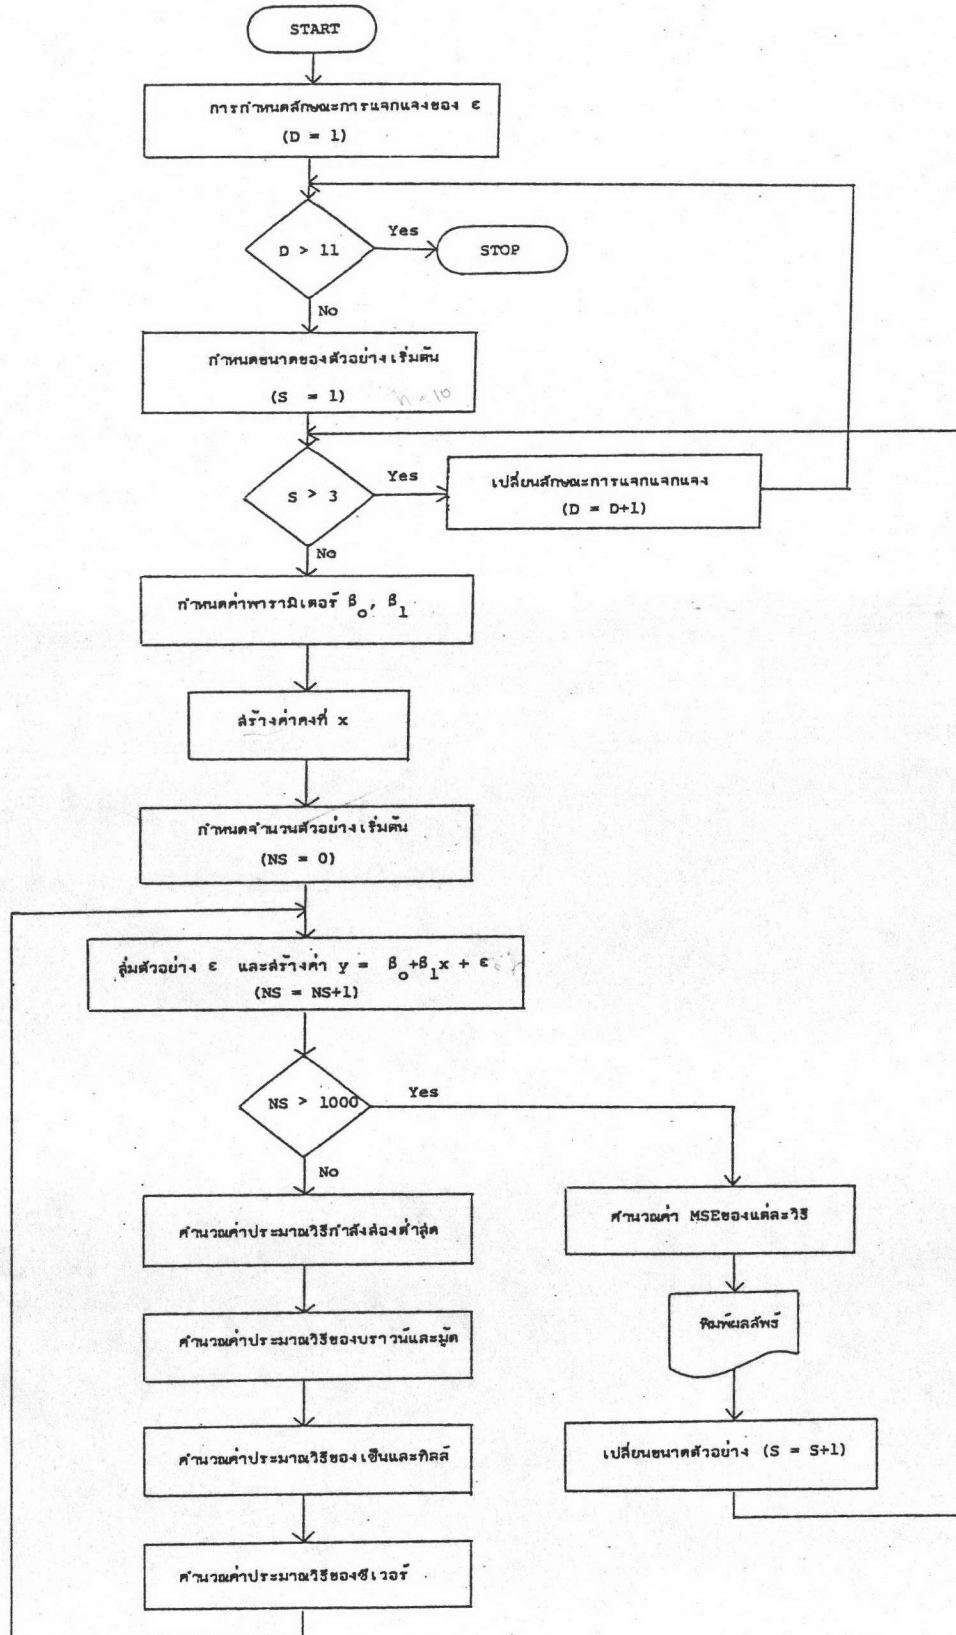 START
การกำหนดลักษณะการแจกแจงของ ε
(D = 1)
D > 11
Yes
STOP
No
กำหนดขนาดของตัวอย่างเริ่มต้น
(S = 1)
n=10
S > 3
Yes
เปลี่ยนลักษณะการแจกแจกแจง
(D = D+1)
No
กำหนดค่าพารามิเตอร์ β₀, β₁
สร้างค่าคงที่ x
กำหนดจำนวนตัวอย่างเริ่มต้น
(NS = 0)
สุ่มตัวอย่าง ε และสร้างค่า y = β₀+β₁x + ε
(NS = NS+1)
NS > 1000
Yes
No
คำนวณค่าประมาณวิธีกำลังสองต่ำสุด
คำนวณค่า MSEของแต่ละวิธี
คำนวณค่าประมาณวิธีของบราวน์และมู้ด
พิมพ์ผลลัพธ์
คำนวณค่าประมาณวิธีของเซ็นและทิลล์
เปลี่ยนขนาดตัวอย่าง (S = S+1)
คำนวณค่าประมาณวิธีของซีเวอร์